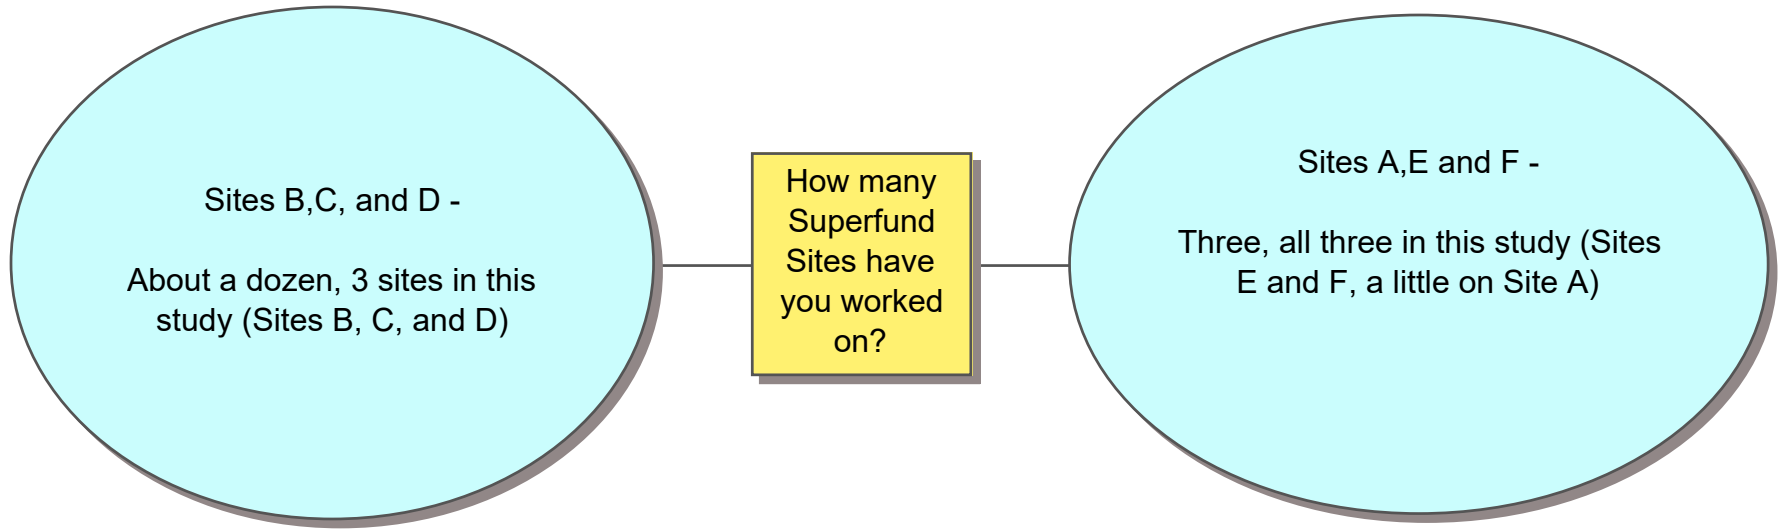 Sites B,C, and D -
About a dozen, 3 sites in this
study (Sites B, C, and D)
How many
Superfund
Sites have
you worked
on?
Sites A,E and F -
Three, all three in this study (Sites
E and F, a little on Site A)